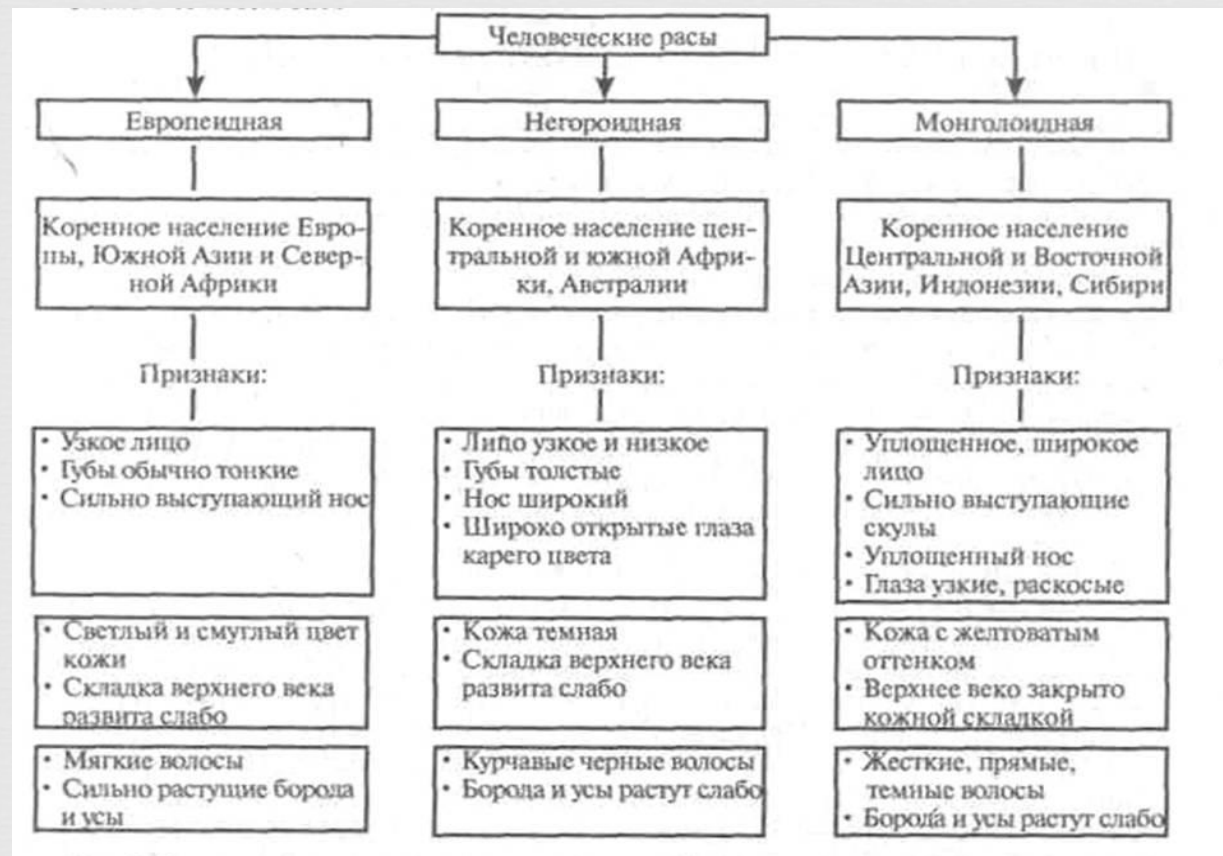 Человеческие расы
Европеидная
Негороидная
Монголоидная
Коренное население Евро-
пы, Южной Азии и Север-
ной Африки
Коренное население цен-
тральной и южной Афри-
ки, Австралии
Коренное население
Центральной и Восточной
Азии, Индонезии, Сибири
Признаки:
Признаки:
Признаки:
• Узкое лицо
• Губы обычно тонкие
• Сильно выступающий нос
• Лицо узкое и низкое
• Губы толстые
• Нос широкий
• Широко открытые глаза
карего цвета
• Уплощенное, широкое
лицо
• Сильно выступающие
скулы
• Уплощенный нос
• Глаза узкие, раскосые
• Светлый и смуглый цвет
кожи
• Складка верхнего века
развита слабо
• Кожа темная
• Складка верхнего века
развита слабо
• Кожа с желтоватым
оттенком
• Верхнее веко закрыто
кожной складкой
• Мягкие волосы
• Сильно растущие борода
и усы
• Курчавые черные волосы
• Борода и усы растут слабо
• Жесткие, прямые,
темные волосы
• Борода и усы растут слабо